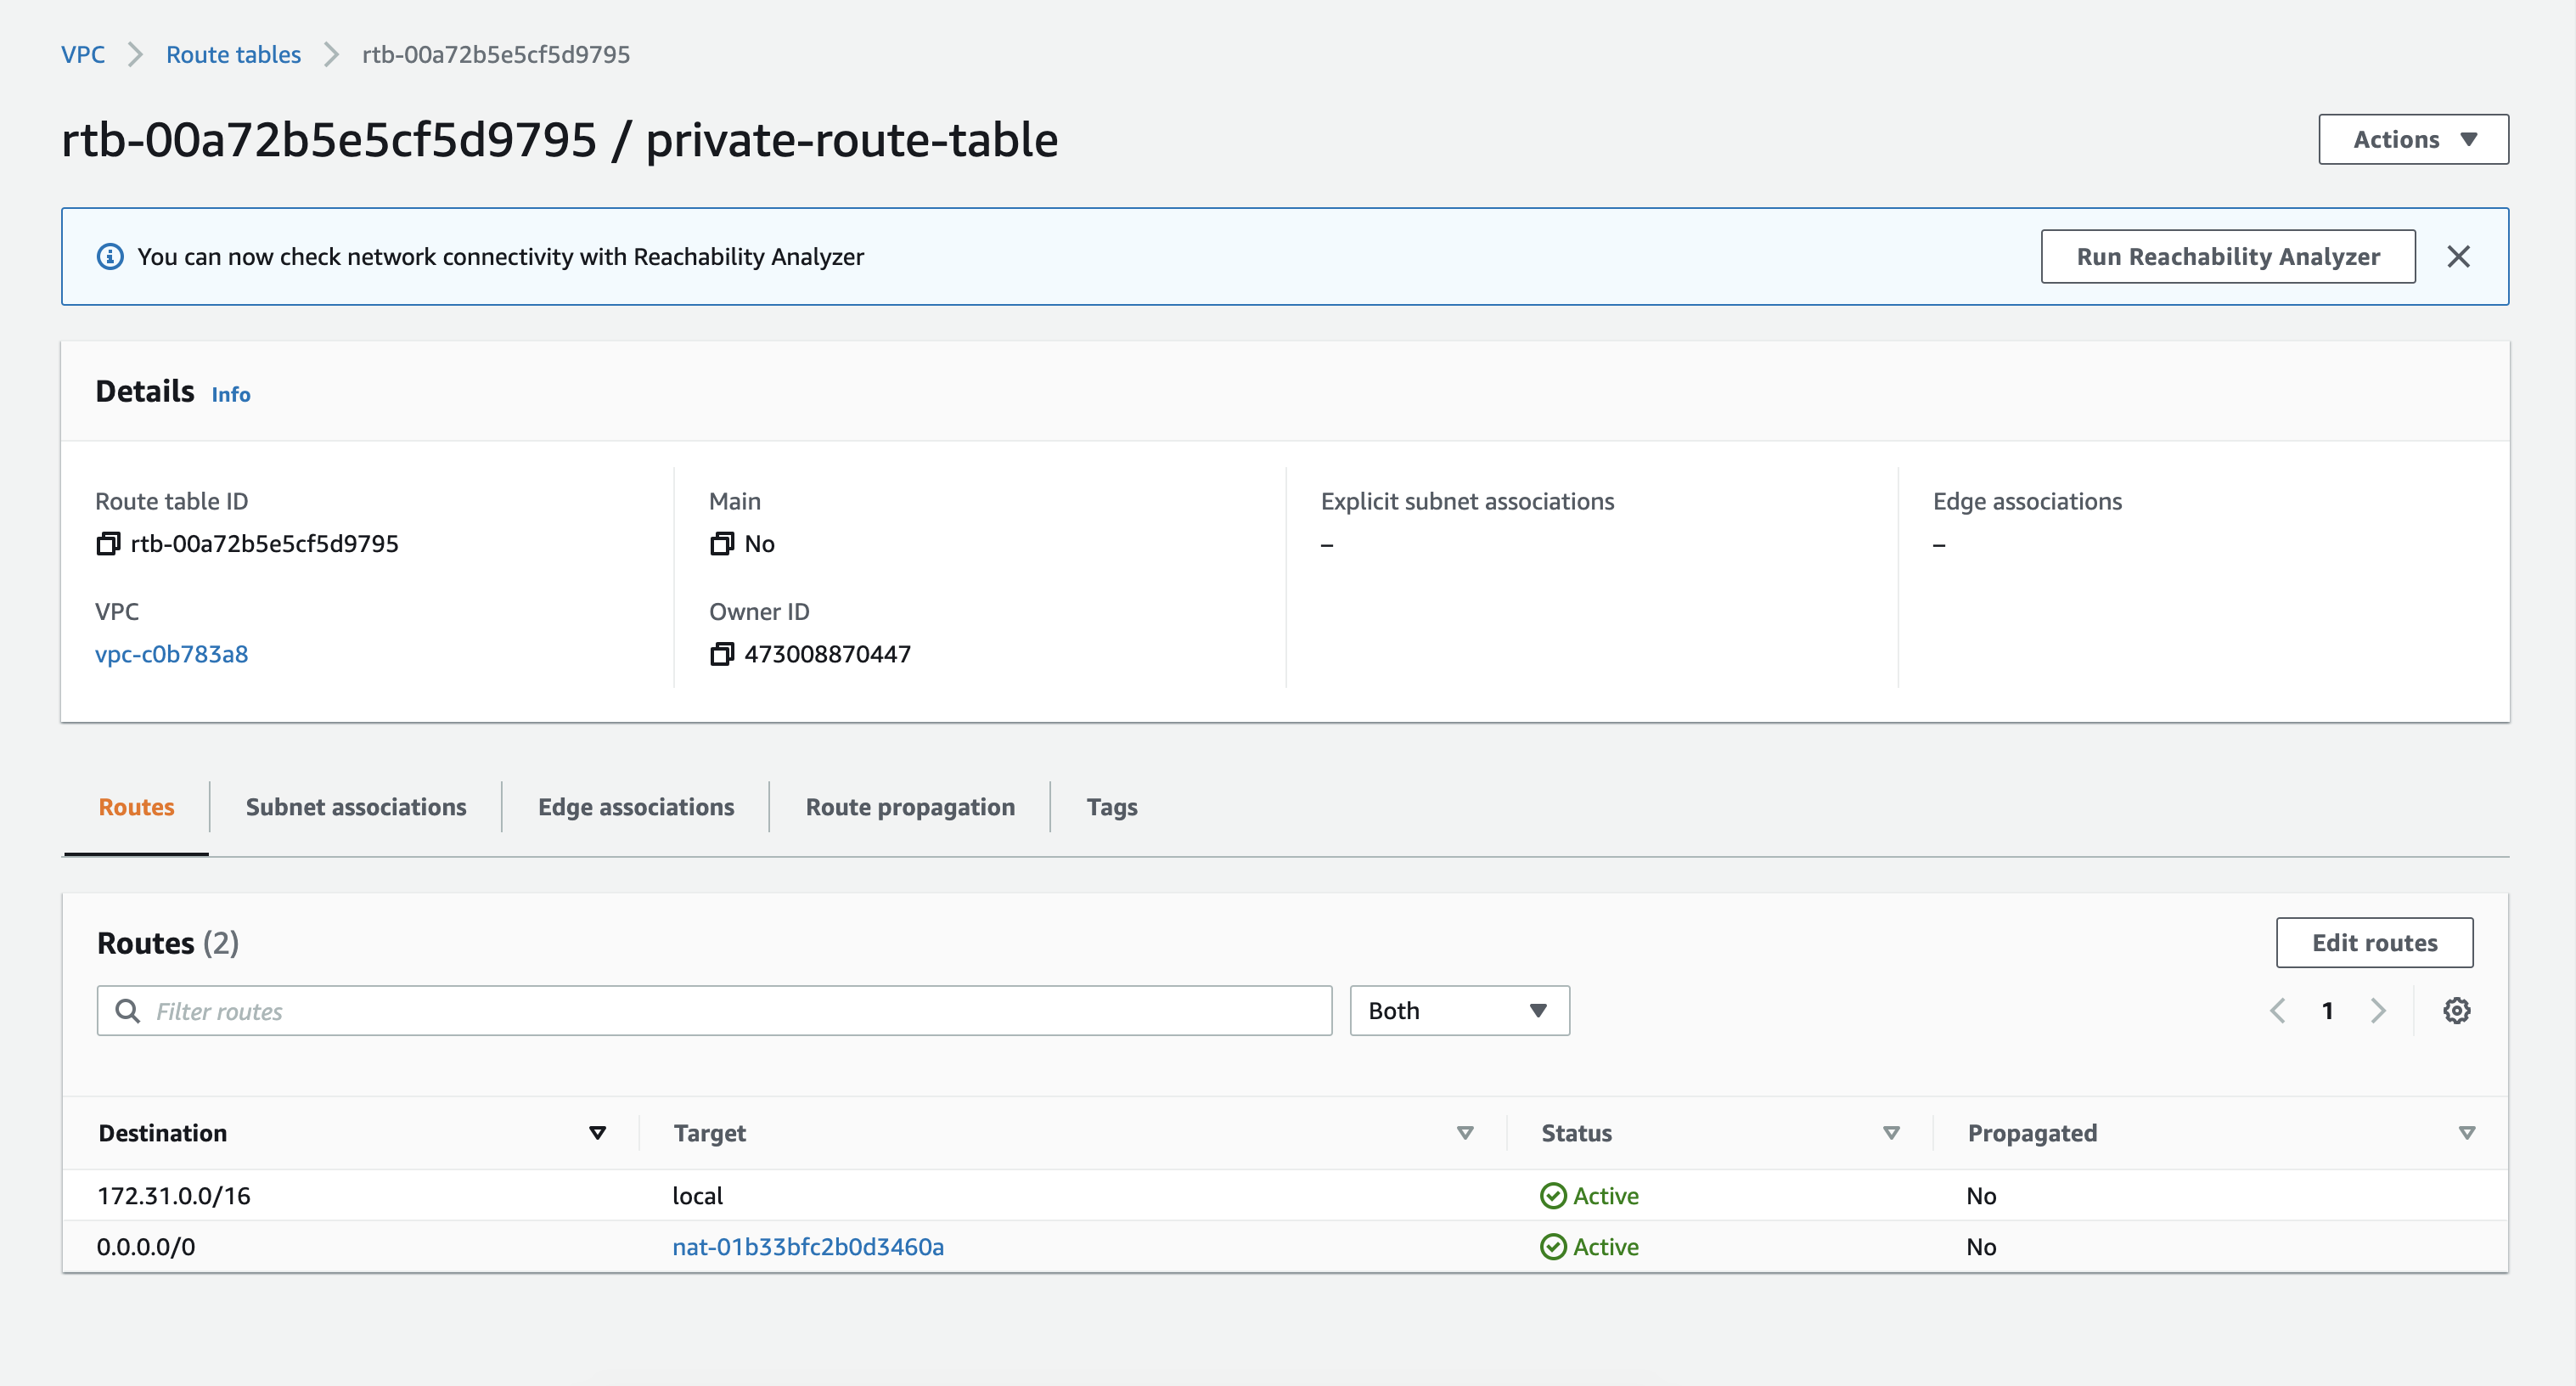 VPC > Route tables > rtb-00a72b5e5cf5d9795
rtb-00a72b5e5cf5d9795 / private-route-table
Actions
You can now check network connectivity with Reachability Analyzer
Run Reachability Analyzer
Details Info
Route table ID
rtb-00a72b5e5cf5d9795
Main
No
Explicit subnet associations
–
Edge associations
–
VPC
vpc-c0b783a8
Owner ID
473008870447
Routes Subnet associations Edge associations Route propagation Tags
Routes (2)
Edit routes
Filter routes
Both
1
Destination Target Status Propagated
172.31.0.0/16 local Active No
0.0.0.0/0 nat-01b33bfc2b0d3460a Active No